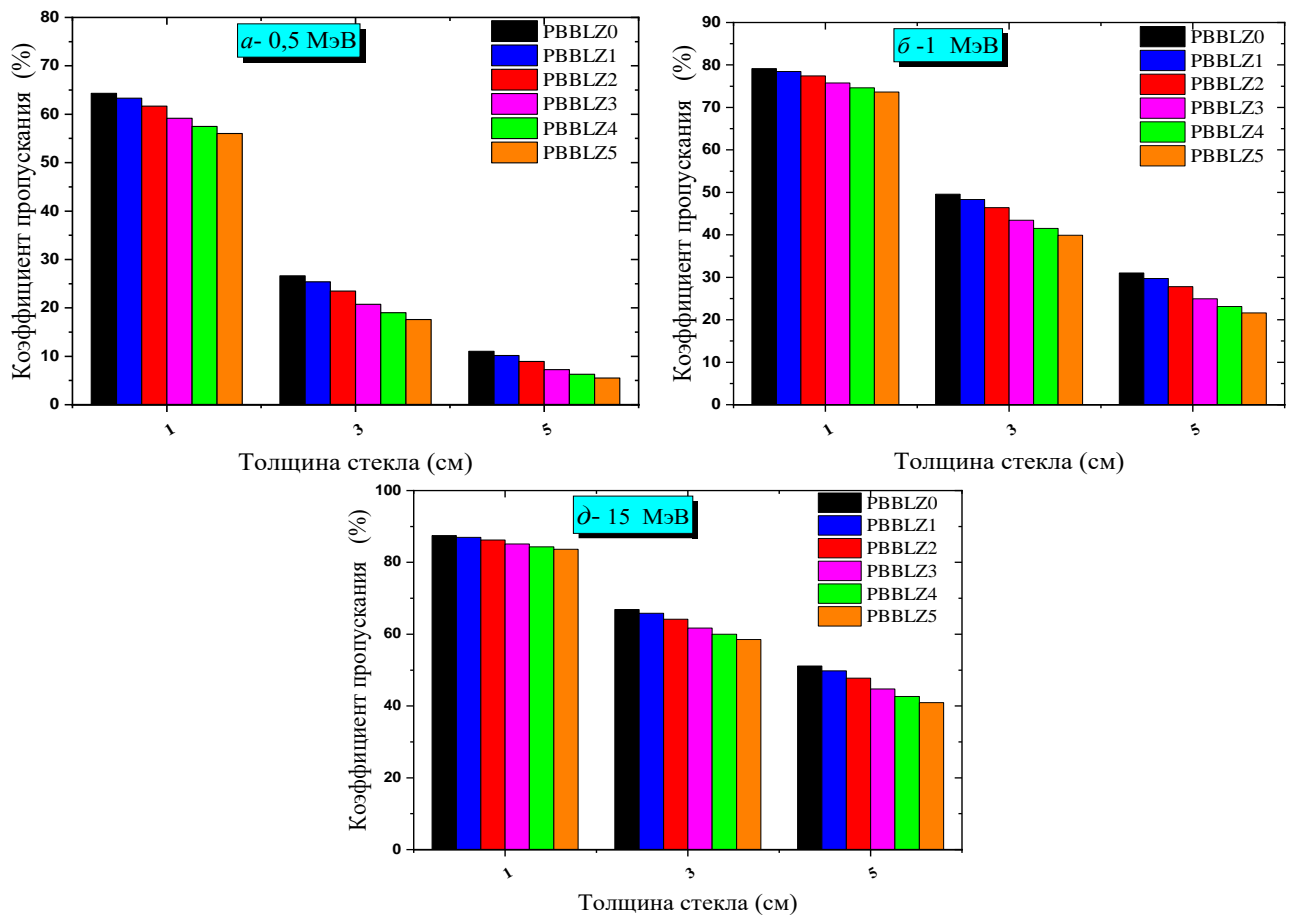 а- 0,5 МэВ
Коэффициент пропускания (%)
80
70
60
50
40
30
20
10
0
PBBLZ0
PBBLZ1
PBBLZ2
PBBLZ3
PBBLZ4
PBBLZ5
1
3
5
Толщина стекла (см)
б -1 МэВ
Коэффициент пропускания (%)
90
80
70
60
50
40
30
20
10
0
PBBLZ0
PBBLZ1
PBBLZ2
PBBLZ3
PBBLZ4
PBBLZ5
1
3
5
Толщина стекла (см)
д- 15 МэВ
Коэффициент пропускания (%)
100
80
60
40
20
0
PBBLZ0
PBBLZ1
PBBLZ2
PBBLZ3
PBBLZ4
PBBLZ5
1
3
5
Толщина стекла (см)